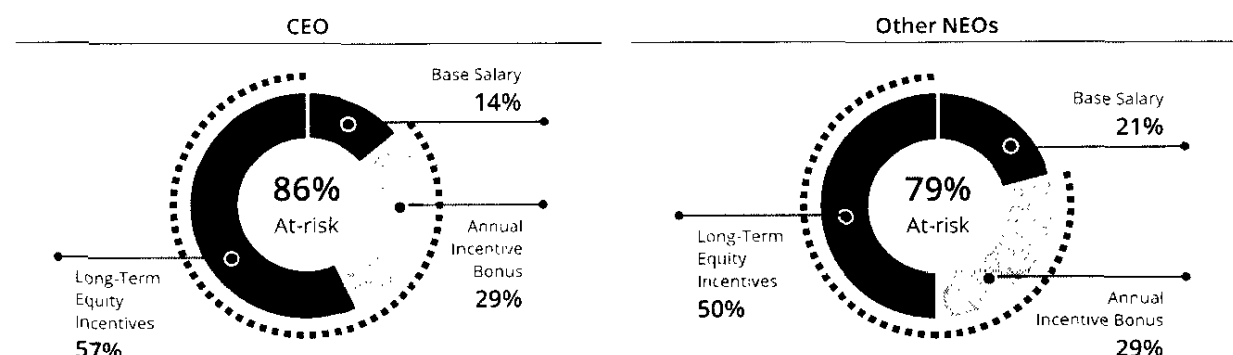 CEO
Base Salary
14%
86%
At-risk
Annual
Incentive
Bonus
29%
Long-Term
Equity
Incentives
57%
Other NEOs
Base Salary
21%
79%
At-risk
Long-Term
Equity
Incentives
50%
Annual
Incentive Bonus
29%